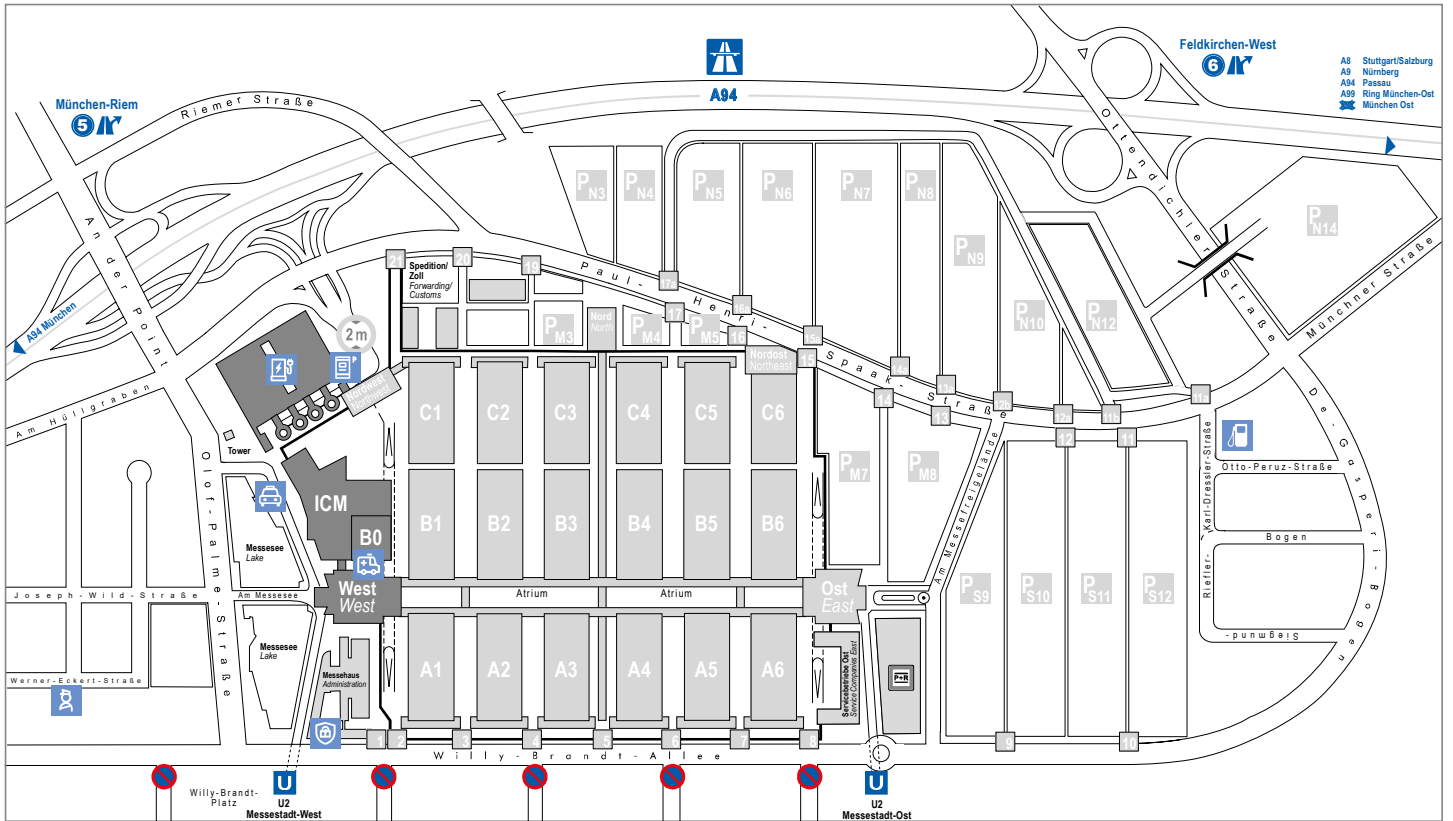 A94
Feldkirchen-West
6
A8 Stuttgart/Salzburg
A9 Nürnberg
A94 Passau
A99 Ring München-Ost
München Ost
München-Riem
5
Riemer Straße
An der Point
A94 München
Am Hüllgraben
Ottendichler Straße
Münchner Straße
P N3
P N4
P N5
P N6
P N7
P N8
P N9
P N10
P N12
P N14
21
20
19
17a
17
16a
16
15a
15
14a
14
13a
13
12b
12a
12
11b
11a
11
Spedition/
Zoll
Forwarding/
Customs
Paul-Henri-Spaak-Straße
2 m
P
P M3
Nord
North
P M4
P M5
Nordost
Northeast
Nordwest
Northwest
C1
C2
C3
C4
C5
C6
P M7
P M8
Tower
ICM
B0
B1
B2
B3
B4
B5
B6
Olof-Palme-Straße
Messesee
Lake
West
West
Atrium
Atrium
Ost
East
Am Messefreigelände
P S9
P S10
P S11
P S12
Karl-Dressler-Straße
Otto-Peruz-Straße
Bogen
Riefler-
Siegmund-
De-Gasperi-Bogen
Joseph-Wild-Straße
Am Messesee
Messesee
Lake
Werner-Eckert-Straße
Messehaus
Administration
A1
A2
A3
A4
A5
A6
Servicebetriebe Ost
Service Companies East
P+R
1
2
3
4
5
6
7
8
9
10
Willy-Brandt-Allee
Willy-Brandt-
Platz
U
U2
Messestadt-West
U
U2
Messestadt-Ost